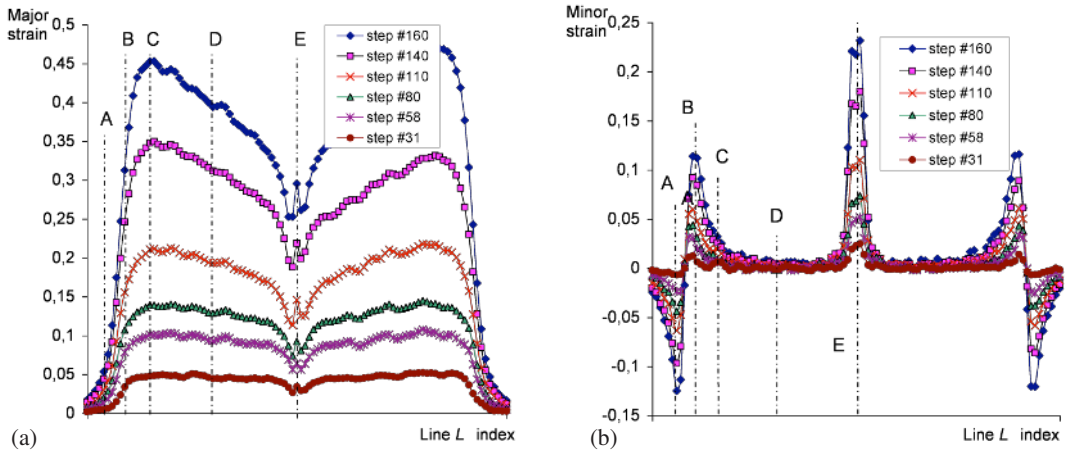 Major
strain
0,5
0,45
0,4
0,35
0,3
0,25
0,2
0,15
0,1
0,05
0
A
B
C
D
E
step #160
step #140
step #110
step #80
step #58
step #31
Line L index
(a)
Minor
strain
0,25
0,2
0,15
0,1
0,05
0
-0,05
-0,1
-0,15
A
A
B
C
D
E
step #160
step #140
step #110
step #80
step #58
step #31
Line L index
(b)